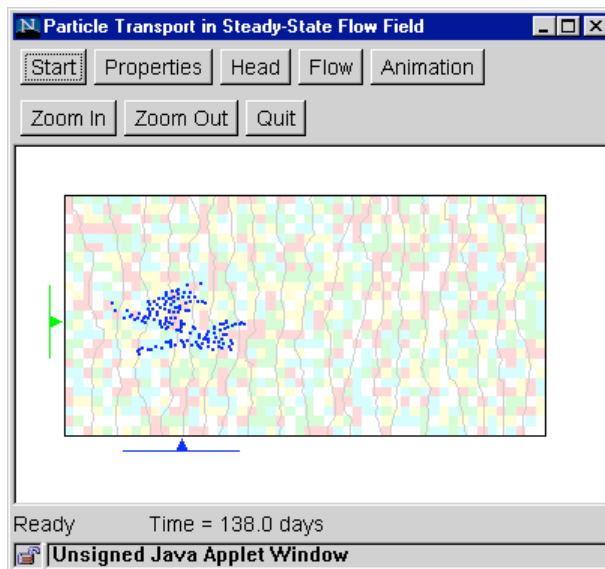 Particle Transport in Steady-State Flow Field
Start Properties Head Flow Animation
Zoom In Zoom Out Quit
Ready Time = 138.0 days
Unsigned Java Applet Window